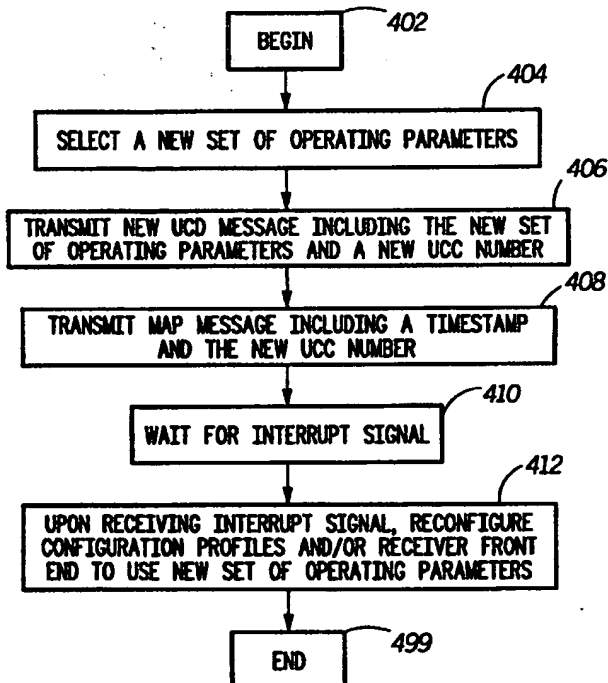 402
BEGIN
404
SELECT A NEW SET OF OPERATING PARAMETERS
406
TRANSMIT NEW UCD MESSAGE INCLUDING THE NEW SET
OF OPERATING PARAMETERS AND A NEW UCC NUMBER
408
TRANSMIT MAP MESSAGE INCLUDING A TIMESTAMP
AND THE NEW UCC NUMBER
410
WAIT FOR INTERRUPT SIGNAL
412
UPON RECEIVING INTERRUPT SIGNAL, RECONFIGURE
CONFIGURATION PROFILES AND/OR RECEIVER FRONT
END TO USE NEW SET OF OPERATING PARAMETERS
499
END